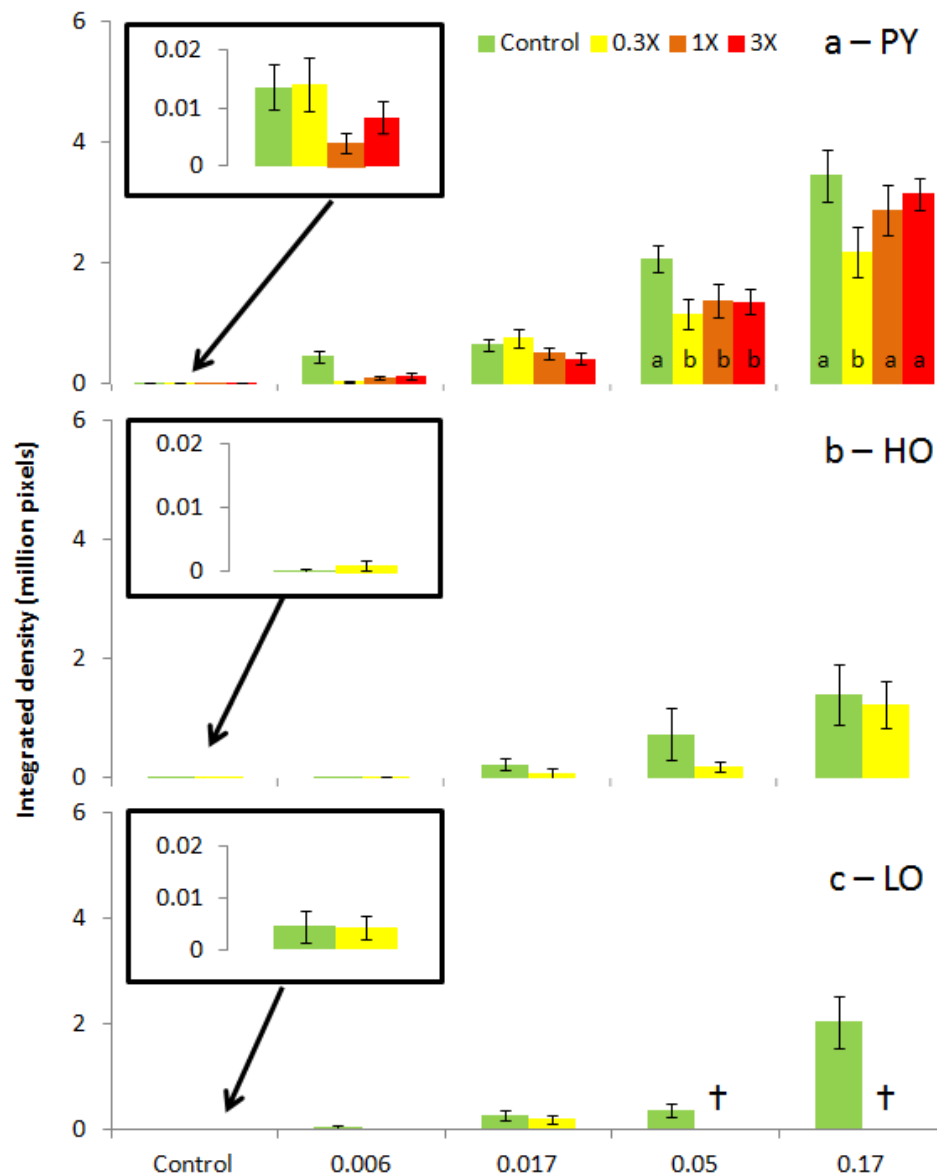 Integrated density (million pixels)
6
4
2
0
0.02
0.01
0
Control 0.3X 1X 3X
a – PY
a b b b
a b a a
6
4
2
0
0.02
0.01
0
b – HO
6
4
2
0
0.02
0.01
0
c – LO
† †
Control 0.006 0.017 0.05 0.17